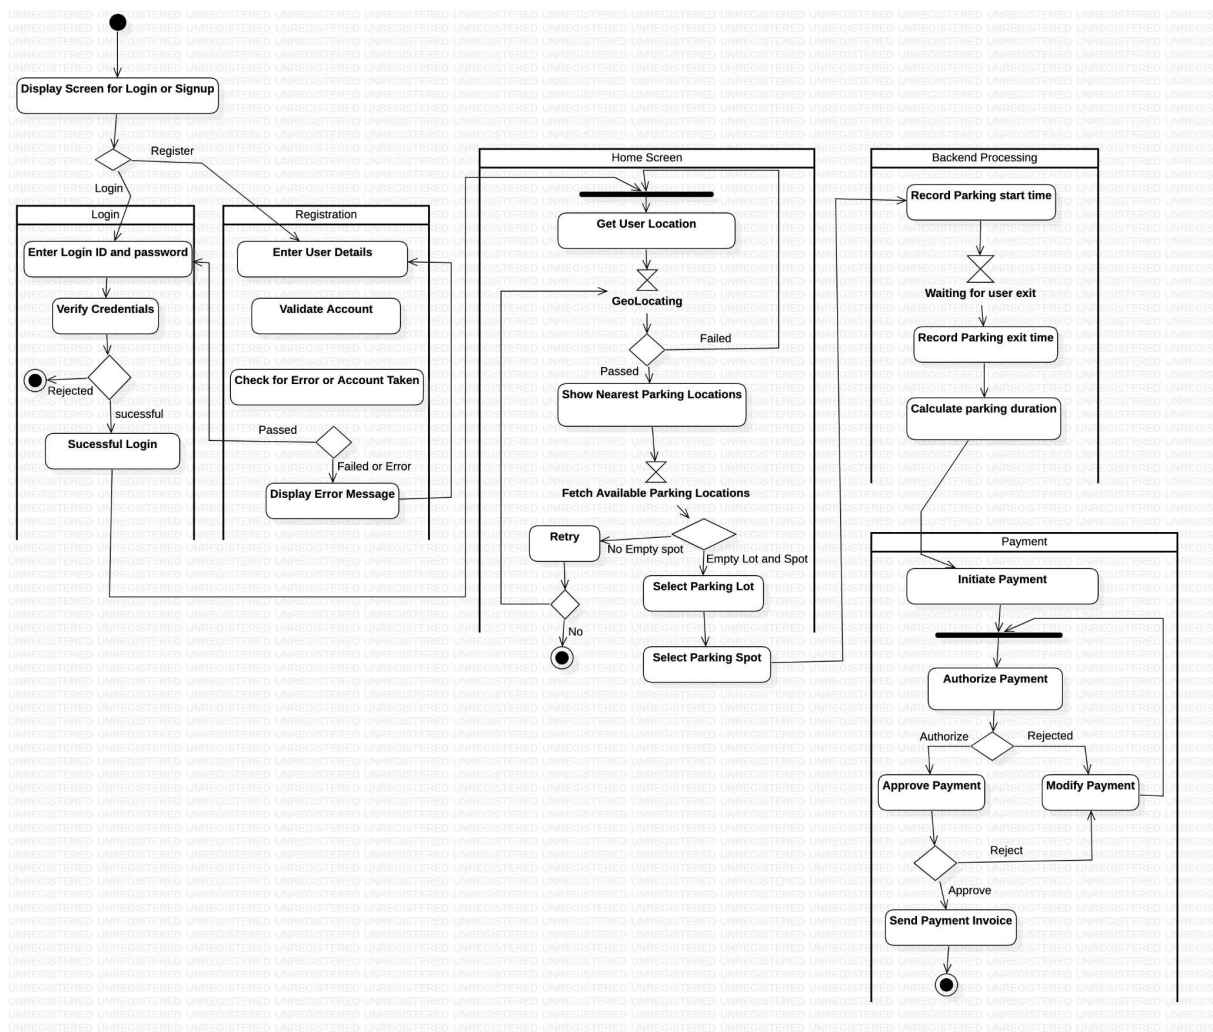 Display Screen for Login or Signup
Register
Login
Login
Enter Login ID and password
Verify Credentials
Rejected
sucessful
Sucessful Login
Registration
Enter User Details
Validate Account
Check for Error or Account Taken
Passed
Failed or Error
Display Error Message
Home Screen
Get User Location
GeoLocating
Failed
Passed
Show Nearest Parking Locations
Fetch Available Parking Locations
Retry
No Empty spot
Empty Lot and Spot
Select Parking Lot
No
Select Parking Spot
Backend Processing
Record Parking start time
Waiting for user exit
Record Parking exit time
Calculate parking duration
Payment
Initiate Payment
Authorize Payment
Authorize
Rejected
Approve Payment
Modify Payment
Reject
Approve
Send Payment Invoice
UNREGISTERED